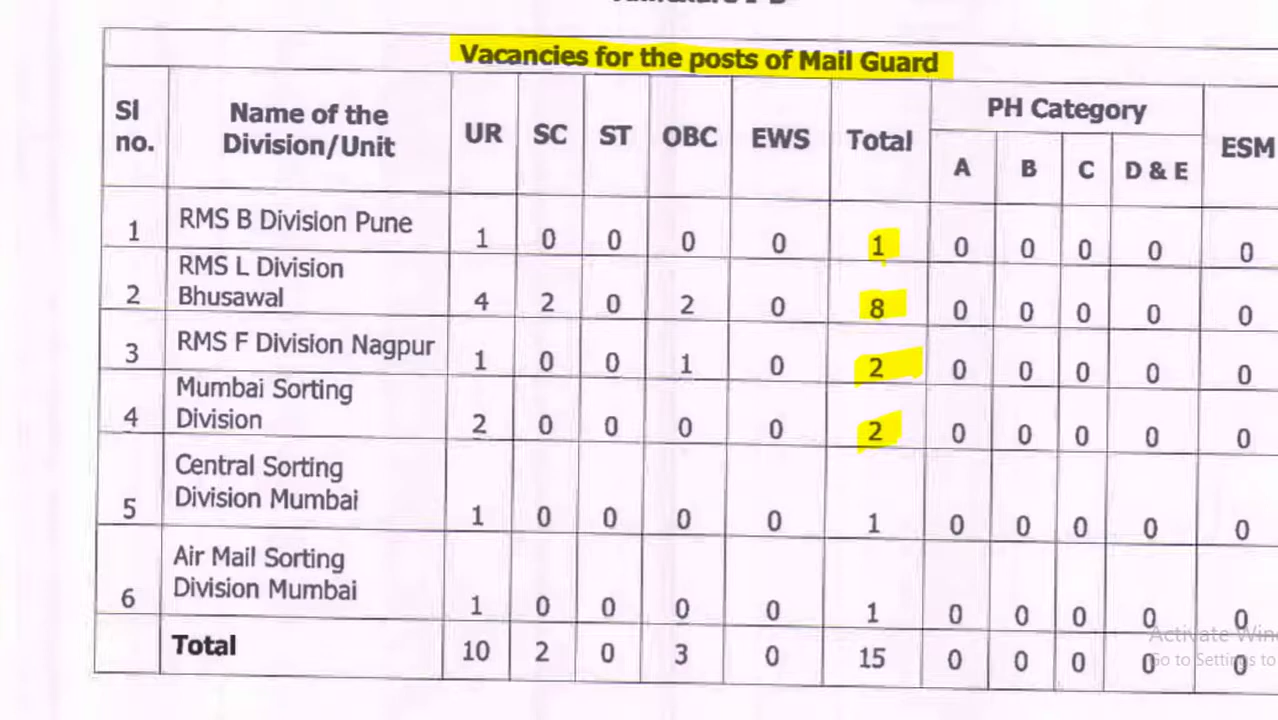 Vacancies for the posts of Mail Guard
Sl no. Name of the Division/Unit UR SC ST OBC EWS Total PH Category ESM
A B C D & E
1 RMS B Division Pune 1 0 0 0 0 1 0 0 0 0 0
2 RMS L Division Bhusawal 4 2 0 2 0 8 0 0 0 0 0
3 RMS F Division Nagpur 1 0 0 1 0 2 0 0 0 0 0
4 Mumbai Sorting Division 2 0 0 0 0 2 0 0 0 0 0
5 Central Sorting Division Mumbai 1 0 0 0 0 1 0 0 0 0 0
6 Air Mail Sorting Division Mumbai 1 0 0 0 0 1 0 0 0 0 0
Total 10 2 0 3 0 15 0 0 0 0 0
Activate Win
Go to Settings to